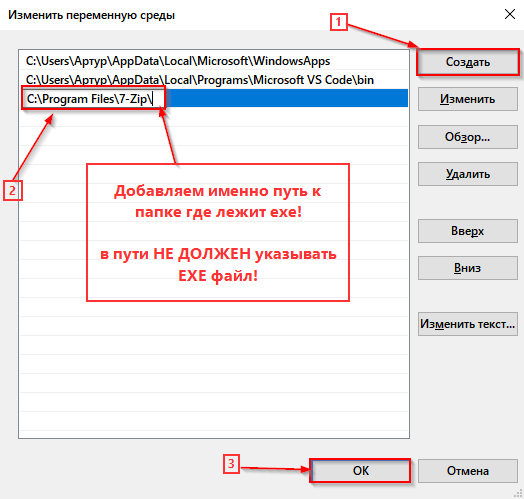 Изменить переменную среды
1
C:\Users\Артур\AppData\Local\Microsoft\WindowsApps
Создать
C:\Users\Артур\AppData\Local\Programs\Microsoft VS Code\bin
C:\Program Files\7-Zip\
Изменить
Обзор...
2
Добавляем именно путь к
папке где лежит exe!
Удалить
в пути НЕ ДОЛЖЕН указывать
EXE файл!
Вверх
Вниз
Изменить текст...
3
ОК
Отмена